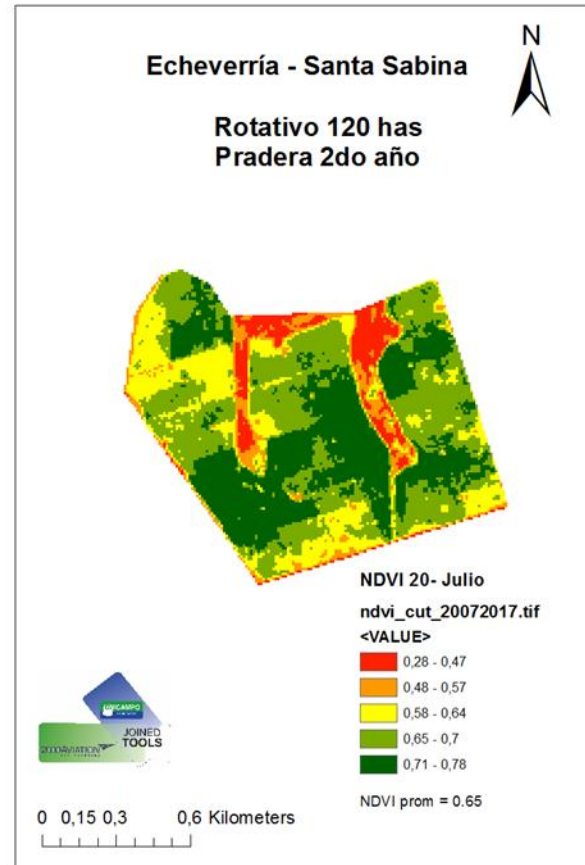 N
Echeverría - Santa Sabina
Rotativo 120 has
Pradera 2do año
NDVI 20- Julio
ndvi_cut_20072017.tif
<VALUE>
0,28 - 0,47
0,48 - 0,57
0,58 - 0,64
0,65 - 0,7
0,71 - 0,78
NDVI prom = 0.65
UNICAMPO
JOINED
TOOLS
0 0,15 0,3 0,6 Kilometers